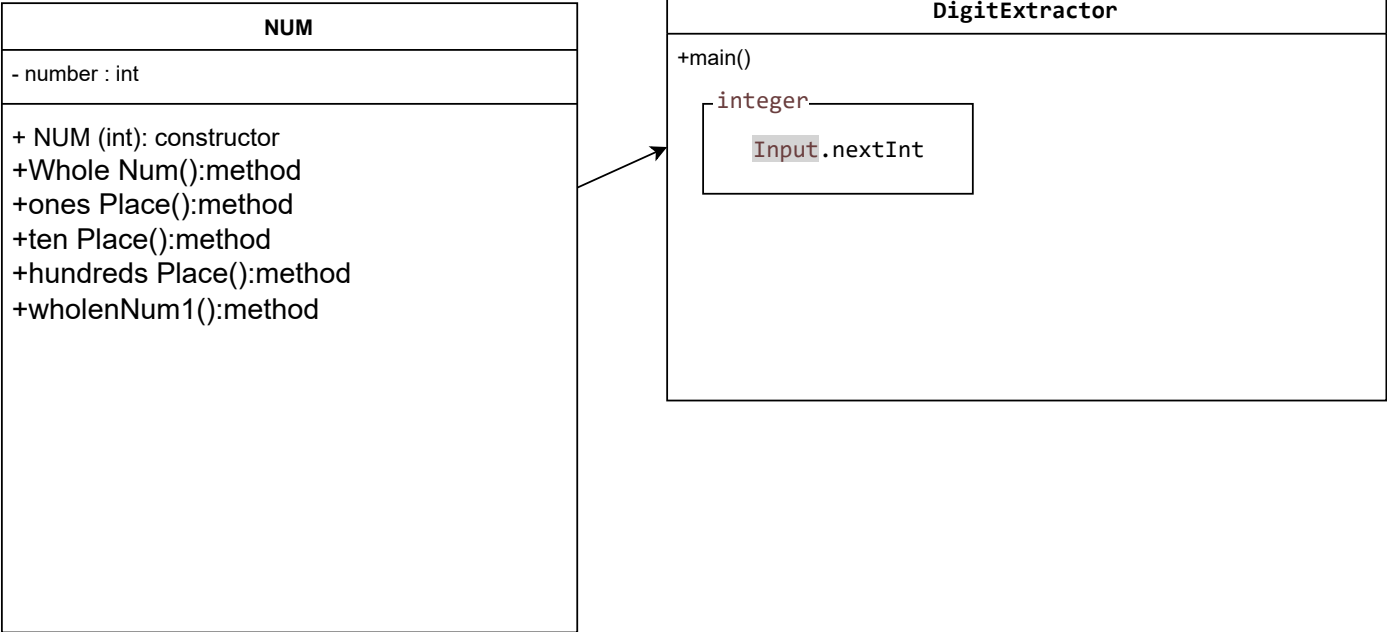 NUM
- number : int
+ NUM (int): constructor
+Whole Num():method
+ones Place():method
+ten Place():method
+hundreds Place():method
+wholenNum1():method
DigitExtractor
+main()
integer
Input.nextInt